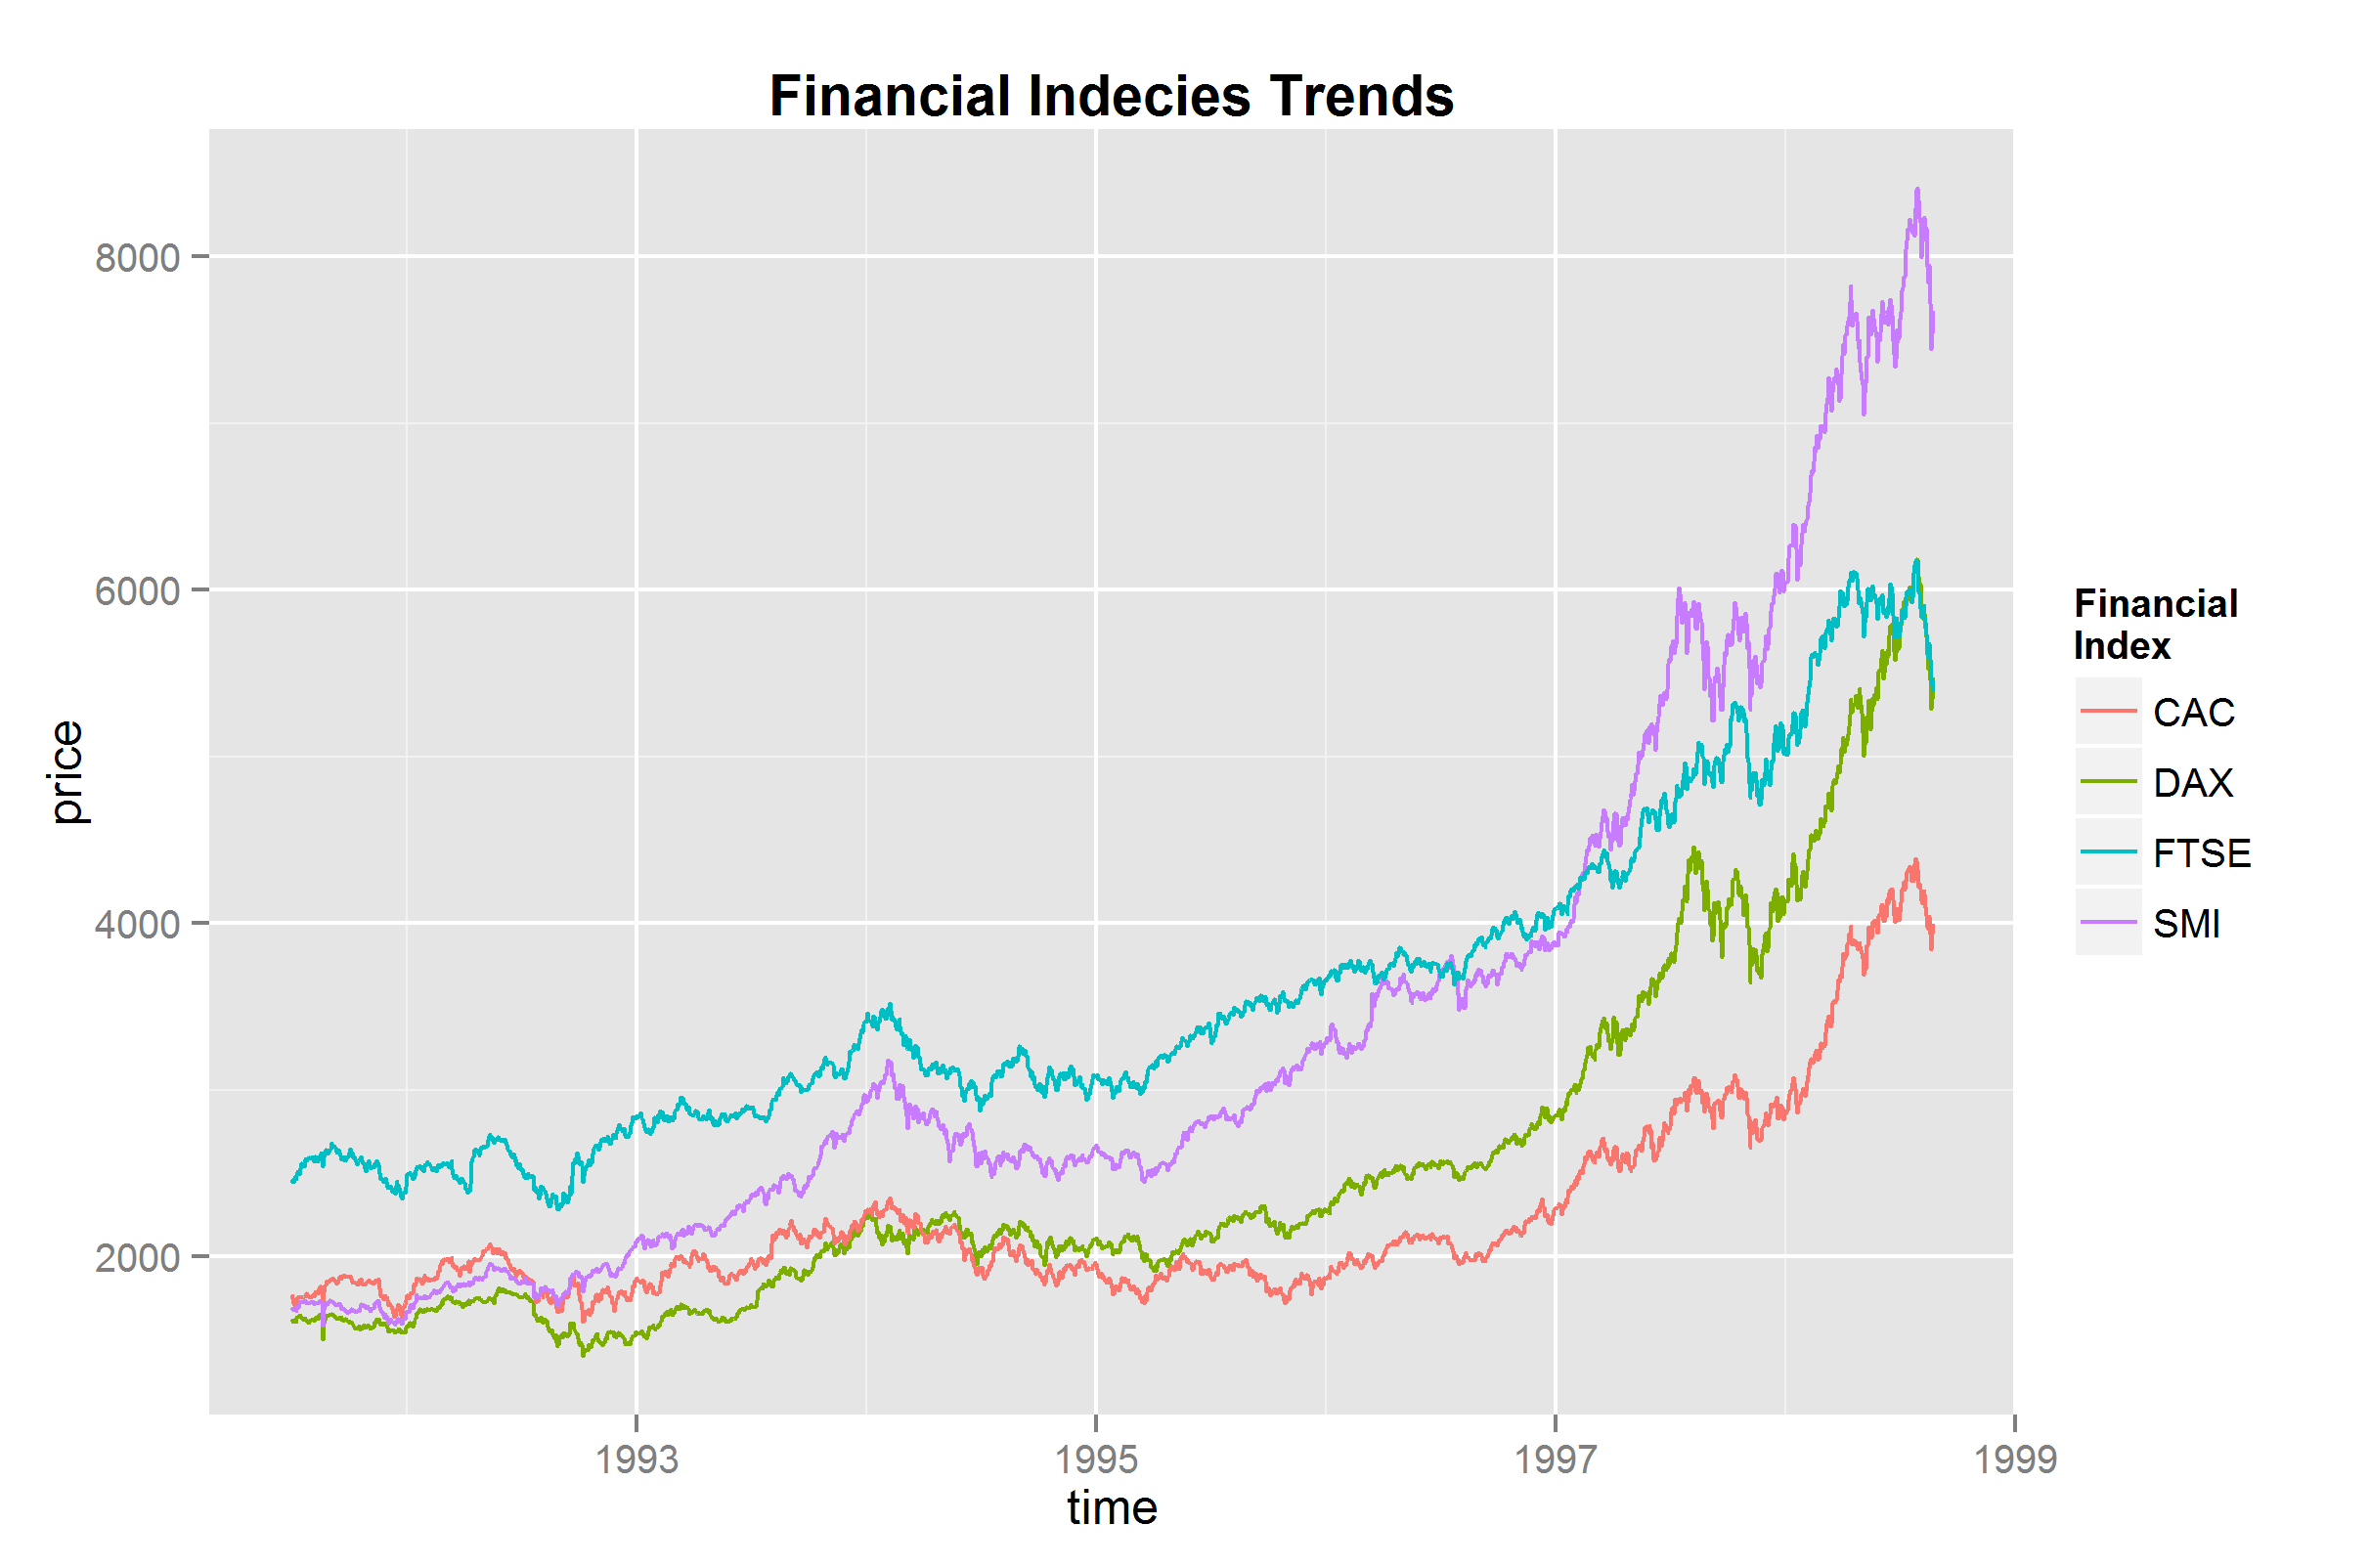 Financial Indecies Trends
8000
6000
4000
2000
price
1993
1995
1997
1999
time
Financial
Index
CAC
DAX
FTSE
SMI